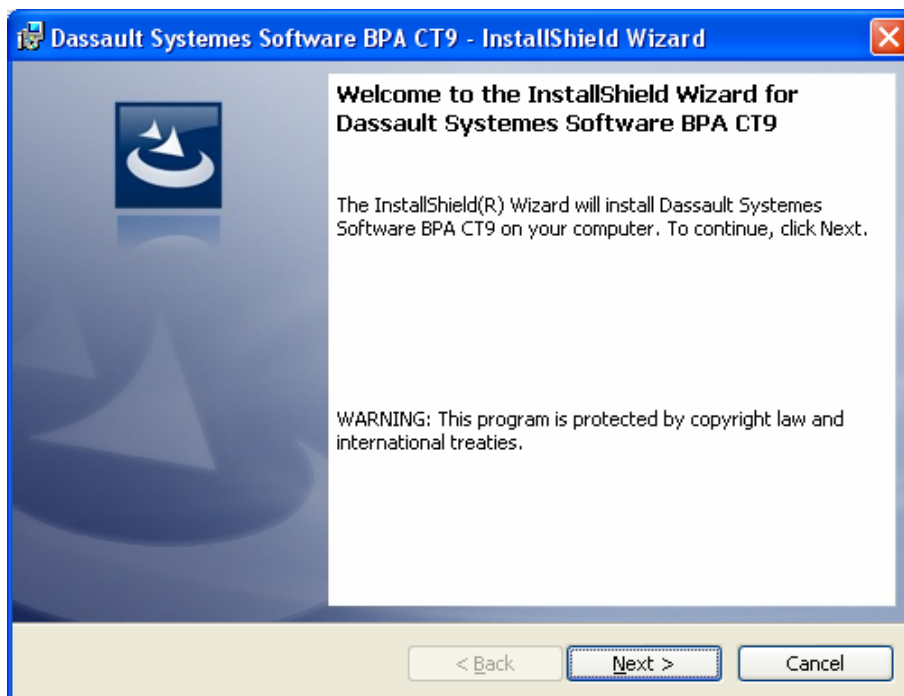 Dassault Systemes Software BPA CT9 - InstallShield Wizard
Welcome to the InstallShield Wizard for
Dassault Systemes Software BPA CT9
The InstallShield(R) Wizard will install Dassault Systemes
Software BPA CT9 on your computer. To continue, click Next.
WARNING: This program is protected by copyright law and
international treaties.
< Back
Next >
Cancel